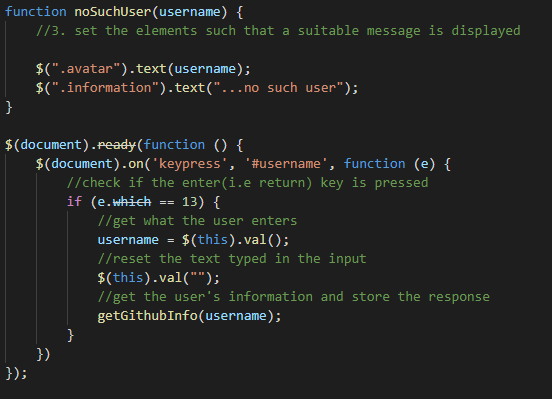 function noSuchUser(username) {
    //3. set the elements such that a suitable message is displayed

    $(".avatar").text(username);
    $(".information").text("...no such user");
}

$(document).ready(function () {
    $(document).on('keypress', '#username', function (e) {
        //check if the enter(i.e return) key is pressed
        if (e.which == 13) {
            //get what the user enters
            username = $(this).val();
            //reset the text typed in the input
            $(this).val("");
            //get the user's information and store the response
            getGithubInfo(username);
        }
    })
});